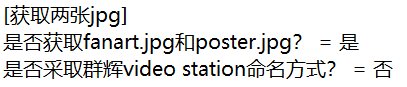 [获取两张jpg]
是否获取fanart.jpg和poster.jpg？ = 是
是否采取群辉video station命名方式？ = 否